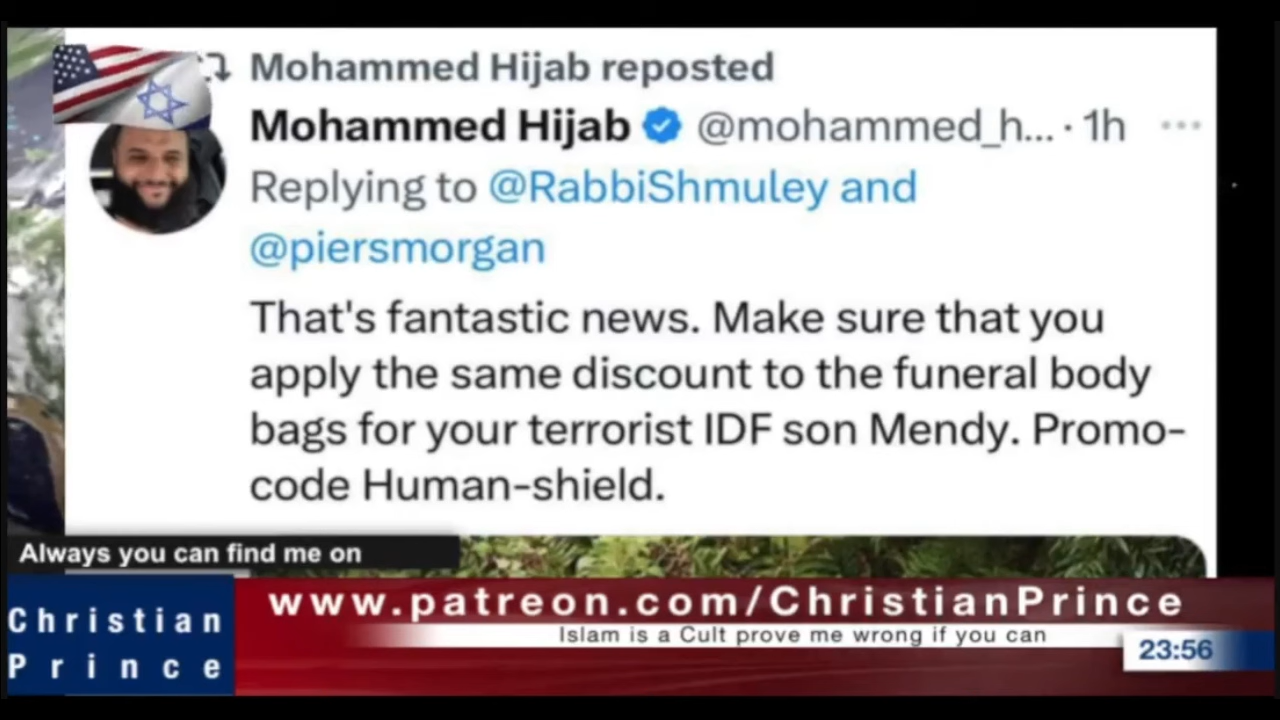 Mohammed Hijab reposted
Mohammed Hijab @mohammed_h... · 1h ...
Replying to @RabbiShmuley and
@piersmorgan
That's fantastic news. Make sure that you
apply the same discount to the funeral body
bags for your terrorist IDF son Mendy. Promo-
code Human-shield.
Always you can find me on
www.patreon.com/ChristianPrince
Islam is a Cult prove me wrong if you can
Christian
Prince
23:56